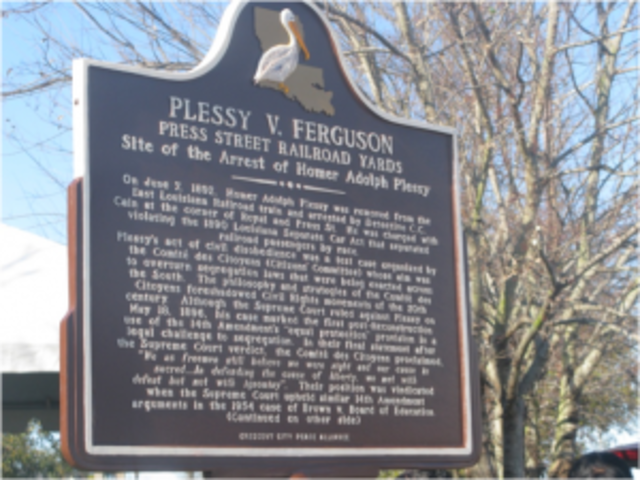 PLESSY V. FERGUSON
PRESS STREET RAILROAD YARDS
Site of the Arrest of Homer Adolph Plessy
On June 7, 1892, Homer Adolph Plessy was removed from the
East Louisiana Railroad train and arrested by Detective C.C.
Cain at the corner of Royal and Press St. He was charged with
violating the 1890 Louisiana Separate Car Act that separated
railroad passengers by race.
Plessy's act of civil disobedience was a test case organized by
the Comité des Citoyens (Citizens' Committee) whose aim was
to overturn segregation laws that were being enacted across
the South. The philosophy and strategies of the Comité des
Citoyens foreshadowed Civil Rights movements of the 20th
century. Although the Supreme Court ruled against Plessy on
May 18, 1896, his case marked the first post-Reconstruction
use of the 14th Amendment's "equal protection" provision in a
legal challenge to segregation. In their final statement after
the Supreme Court verdict, the Comité des Citoyens proclaimed,
"We as freemen still believe we were right and our cause is
sacred...In defending the cause of liberty, we met with
defeat but not with ignominy". Their position was vindicated
when the Supreme Court upheld similar 14th Amendment
arguments in the 1954 case of Brown v. Board of Education.
(Continued on other side)
CRESCENT CITY PEACE ALLIANCE